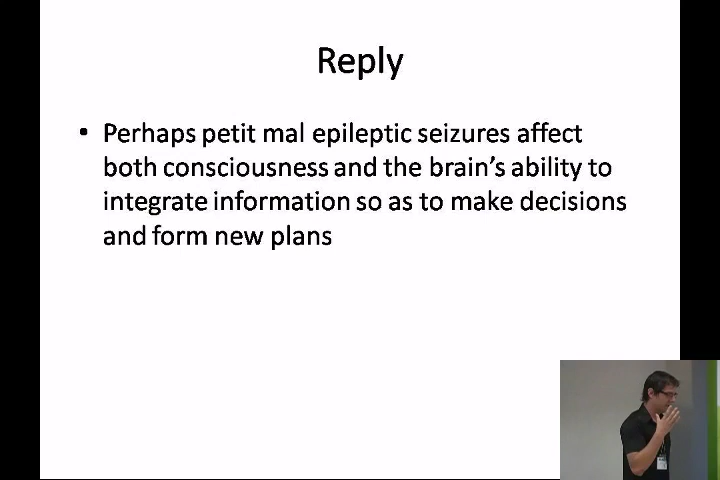 Reply
• Perhaps petit mal epileptic seizures affect
both consciousness and the brain's ability to
integrate information so as to make decisions
and form new plans